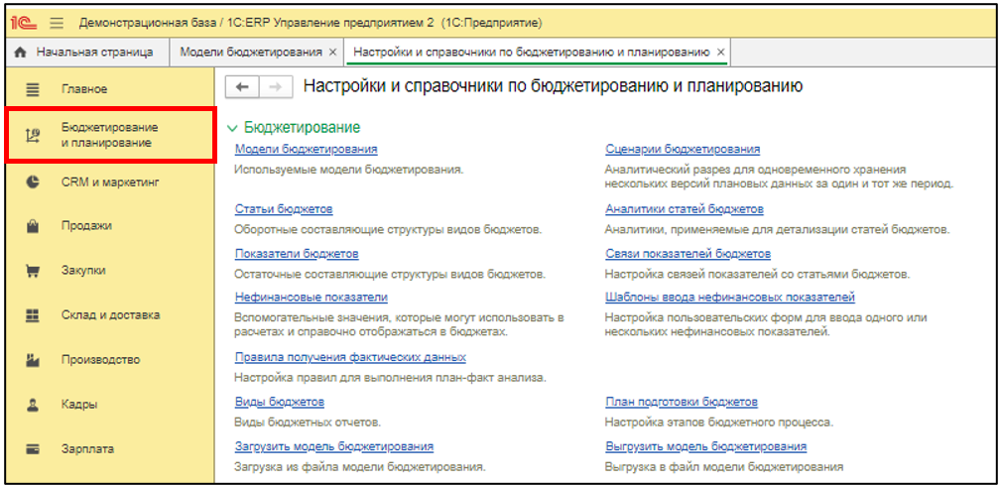 1С Демонстрационная база / 1С:ERP Управление предприятием 2 (1С:Предприятие)
Начальная страница Модели бюджетирования × Настройки и справочники по бюджетированию и планированию ×
Главное
Бюджетирование
и планирование
CRM и маркетинг
Продажи
Закупки
Склад и доставка
Производство
Кадры
Зарплата
Настройки и справочники по бюджетированию и планированию
Бюджетирование
Модели бюджетирования
Используемые модели бюджетирования.
Сценарии бюджетирования
Аналитический разрез для одновременного хранения
нескольких версий плановых данных за один и тот же период.
Статьи бюджетов
Оборотные составляющие структуры видов бюджетов.
Аналитики статей бюджетов
Аналитики, применяемые для детализации статей бюджетов.
Показатели бюджетов
Остаточные составляющие структуры видов бюджетов.
Связи показателей бюджетов
Настройка связей показателей со статьями бюджетов.
Нефинансовые показатели
Вспомогательные значения, которые могут использовать в
расчетах и справочно отображаться в бюджетах.
Шаблоны ввода нефинансовых показателей
Настройка пользовательских форм для ввода одного или
нескольких нефинансовых показателей.
Правила получения фактических данных
Настройка правил для выполнения план-факт анализа.
Виды бюджетов
Виды бюджетных отчетов.
План подготовки бюджетов
Настройка этапов бюджетного процесса.
Загрузить модель бюджетирования
Загрузка из файла модели бюджетирования.
Выгрузить модель бюджетирования
Выгрузка в файл модели бюджетирования